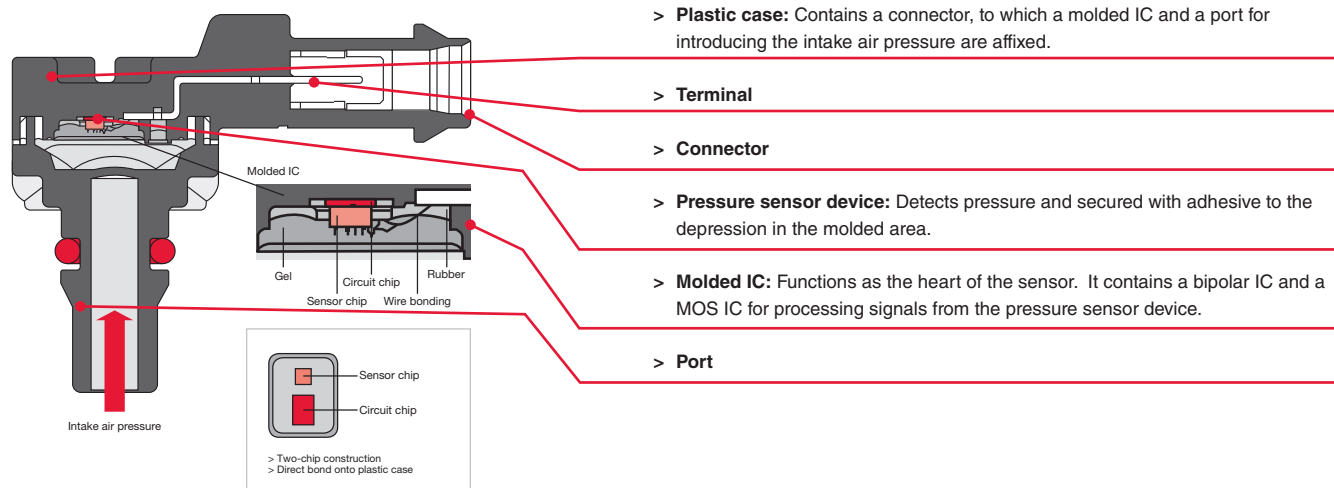 > Plastic case: Contains a connector, to which a molded IC and a port for
introducing the intake air pressure are affixed.
> Terminal
> Connector
> Pressure sensor device: Detects pressure and secured with adhesive to the
depression in the molded area.
> Molded IC: Functions as the heart of the sensor. It contains a bipolar IC and a
MOS IC for processing signals from the pressure sensor device.
> Port
Molded IC
Gel
Circuit chip
Rubber
Sensor chip
Wire bonding
Sensor chip
Circuit chip
> Two-chip construction
> Direct bond onto plastic case
Intake air pressure